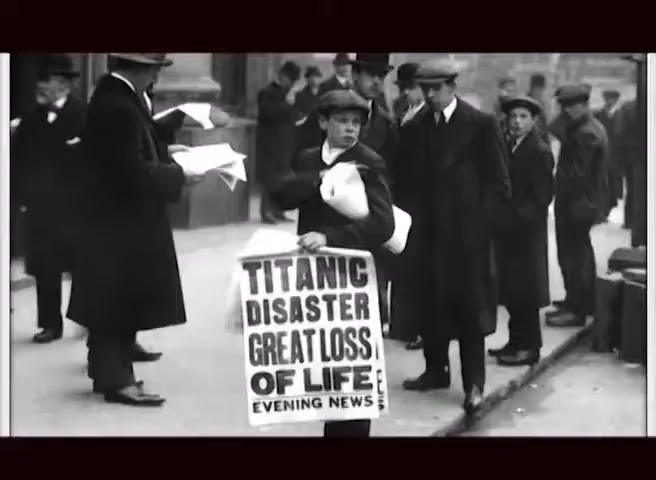 TITANIC
DISASTER
GREAT LOSS
OF LIFE
EVENING NEWS